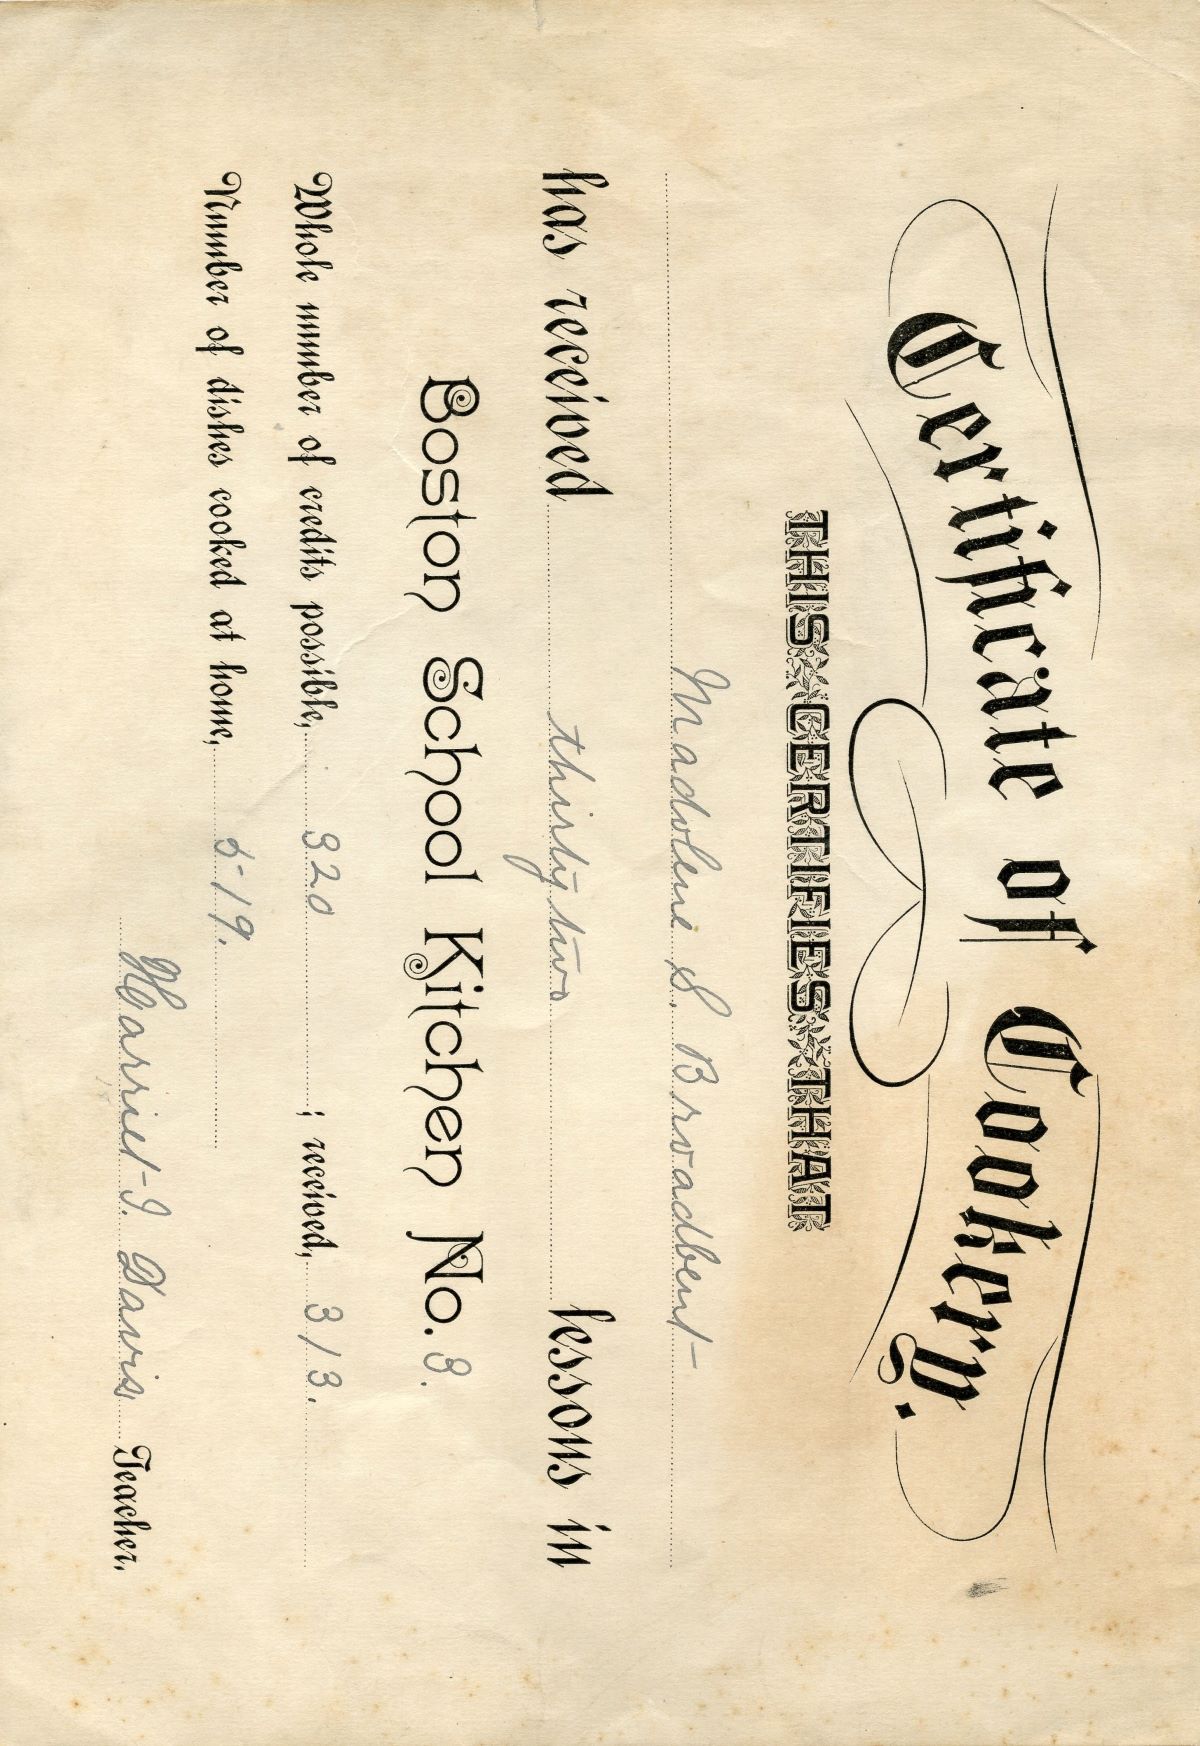 Certificate of Cookery.
THIS CERTIFIES THAT
Madolene S. Broadbent
has received thirty two lessons in
Boston School Kitchen No. 3.
Whole number of credits possible, 320 ; received, 313.
Number of dishes cooked at home, 519.
Harriet I. Davis Teacher.